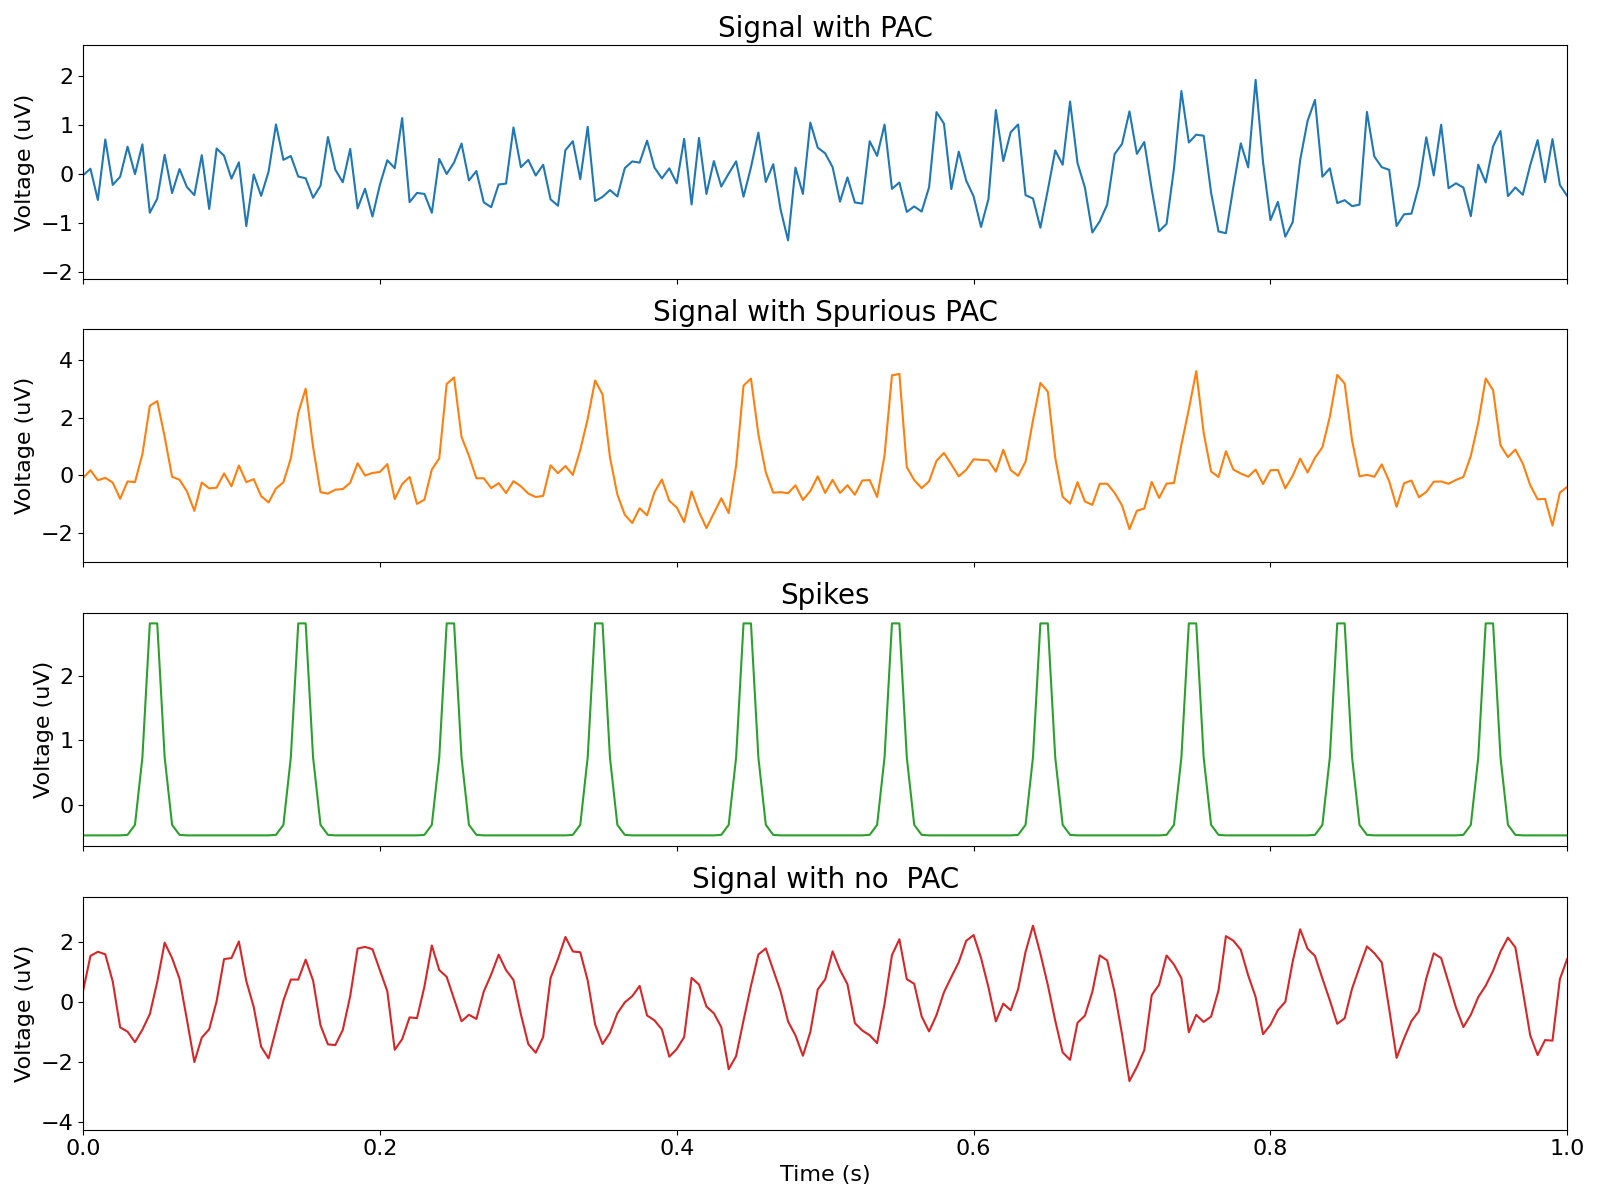 Signal with PAC
Voltage (uV)
2
1
0
−1
−2
Signal with Spurious PAC
Voltage (uV)
4
2
0
−2
Spikes
Voltage (uV)
2
1
0
Signal with no  PAC
Voltage (uV)
2
0
−2
−4
0.0 0.2 0.4 0.6 0.8 1.0
Time (s)